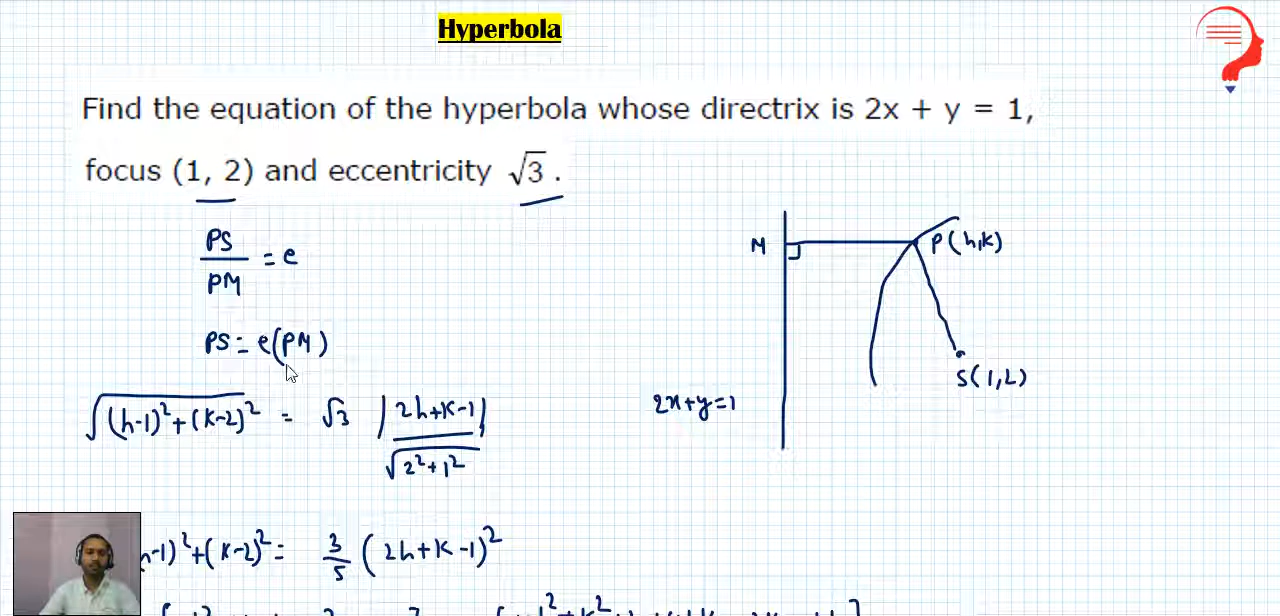 Hyperbola
Find the equation of the hyperbola whose directrix is 2x + y = 1,
focus (1, 2) and eccentricity √3 .
PS/PM = e
PS = e(PM)
√((h-1)² + (k-2)²) = √3 |2h+k-1| / √(2²+1²)
h-1)² + (k-2)² = 3/5 (2h+k-1)²
M
P(h,k)
S(1,2)
2x+y=1